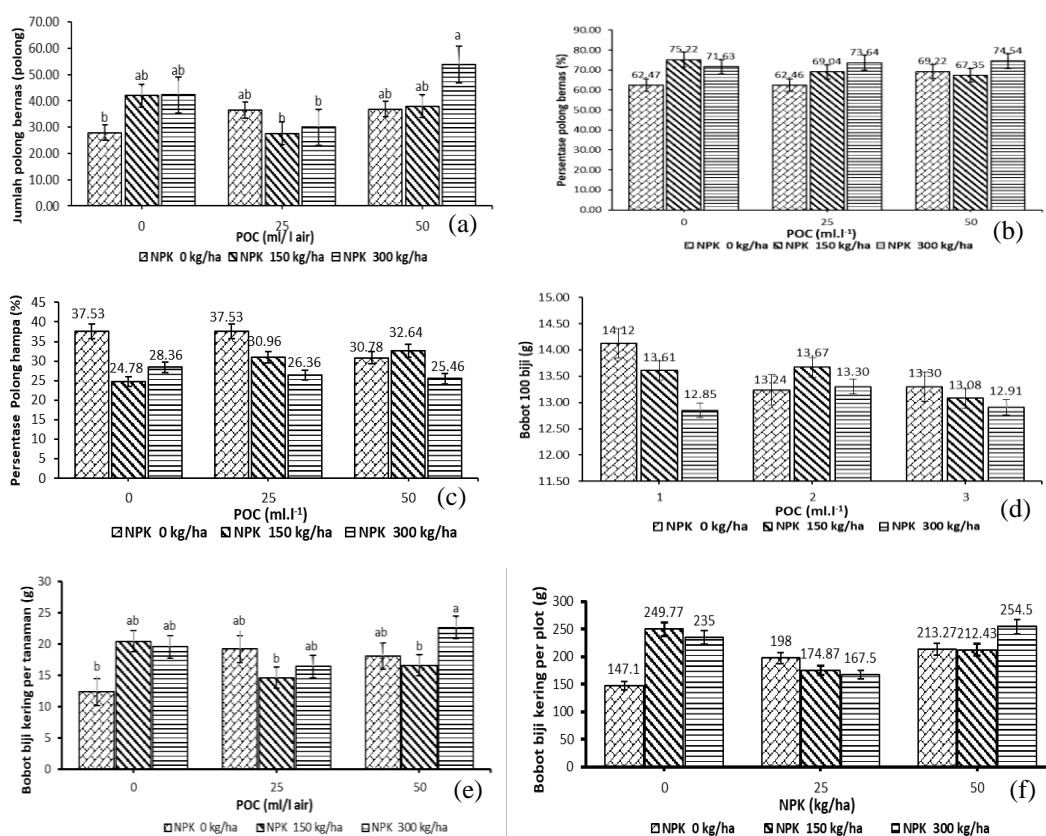 Jumlah polong bernas (polong)
70.00
60.00
50.00
40.00
30.00
20.00
10.00
0.00
b ab ab
ab b b
ab ab a
0 25 50
POC (ml/ l air)
(a)
NPK 0 kg/ha NPK 150 kg/ha NPK 300 kg/ha
Persentase polong bernas (%)
90.00
80.00
70.00
60.00
50.00
40.00
30.00
20.00
10.00
0.00
62,47 75,22 71,63
62,46 69,04 73,64
69,22 67,35 74,54
0 25 50
POC (ml.l-1)
(b)
NPK 0 kg/ha NPK 150 kg/ha NPK 300 kg/ha
Persentase Polong hampa (%)
45
40
35
30
25
20
15
10
5
0
37.53 24.78 28.36
37.53 30.96 26.36
30.78 32.64 25.46
0 25 50
POC (ml.l-1)
(c)
NPK 0 kg/ha NPK 150 kg/ha NPK 300 kg/ha
Bobot 100 biji (g)
15.00
14.50
14.00
13.50
13.00
12.50
12.00
11.50
14.12 13.61 12.85
13.24 13.67 13.30
13.30 13.08 12.91
1 2 3
POC (ml.l-1)
(d)
NPK 0 kg/ha NPK 150 kg/ha NPK 300 kg/ha
Bobot biji kering per tanaman (g)
30
25
20
15
10
5
0
b ab ab
ab b ab
ab b a
0 25 50
POC (ml/l air)
(e)
NPK 0 kg/ha NPK 150 kg/ha NPK 300 kg/ha
Bobot biji kering per plot (g)
300
250
200
150
100
50
0
147.1 249.77 235
198 174.87 167.5
213.27 212.43 254.5
0 25 50
NPK (kg/ha)
(f)
NPK 0 kg/ha NPK 150 kg/ha NPK 300 kg/ha